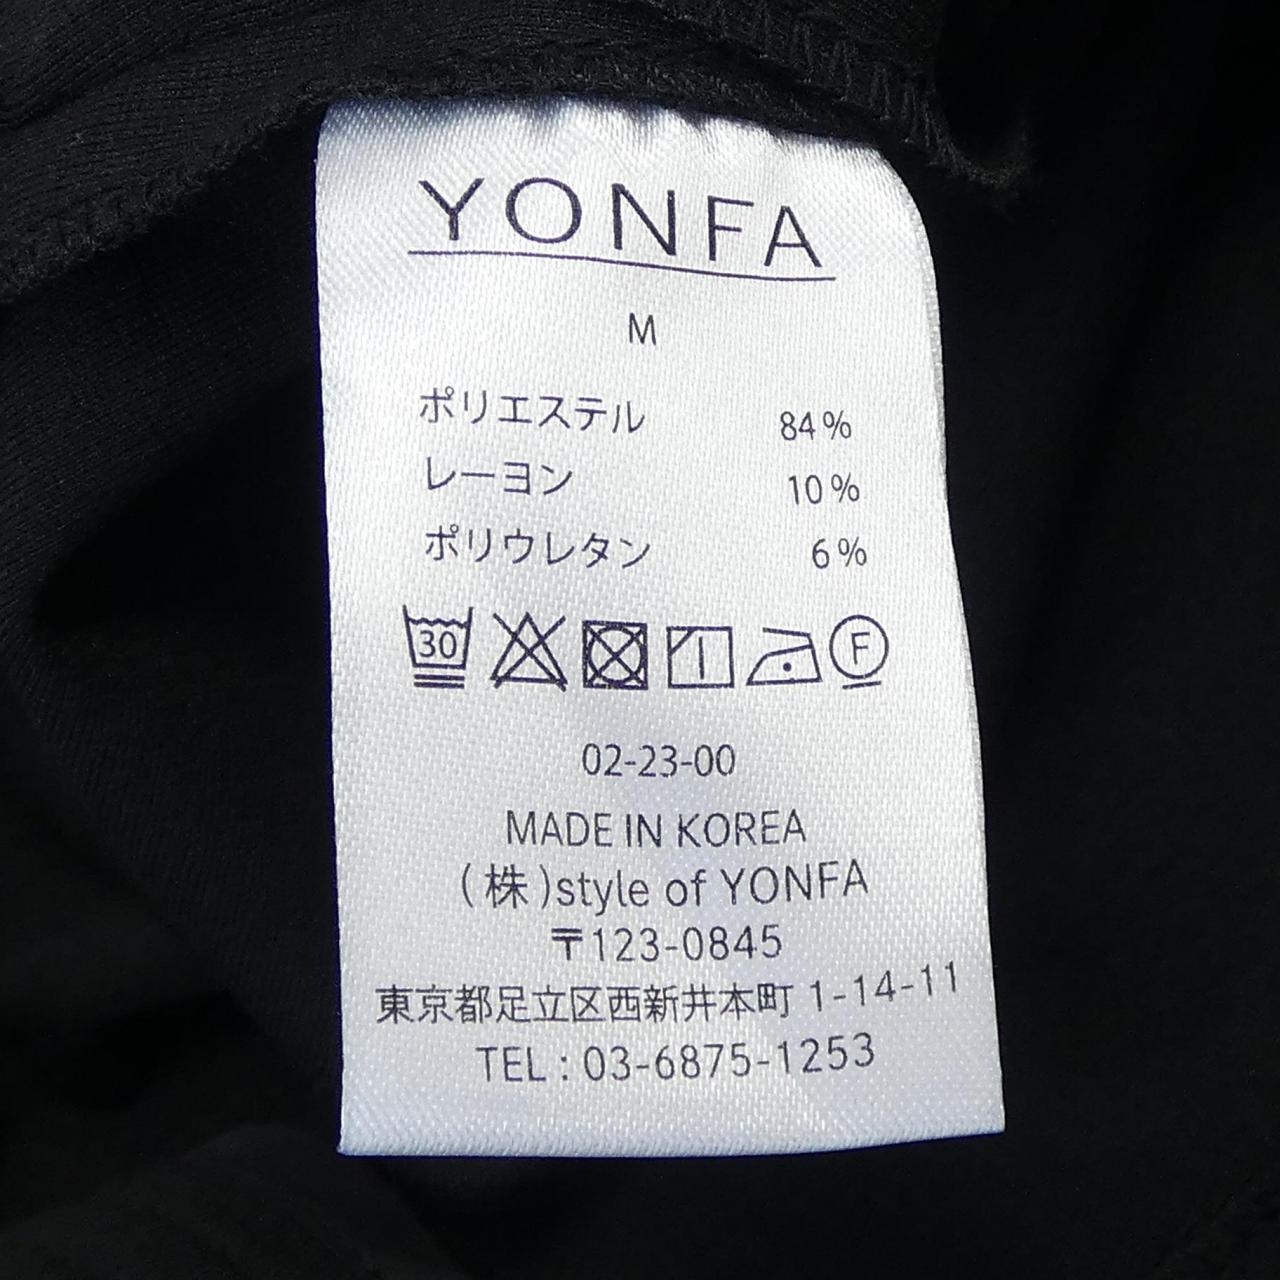 YONFA
M
ポリエステル 84%
レーヨン 10%
ポリウレタン 6%
30 F
02-23-00
MADE IN KOREA
(株)style of YONFA
〒123-0845
東京都足立区西新井本町 1-14-11
TEL : 03-6875-1253